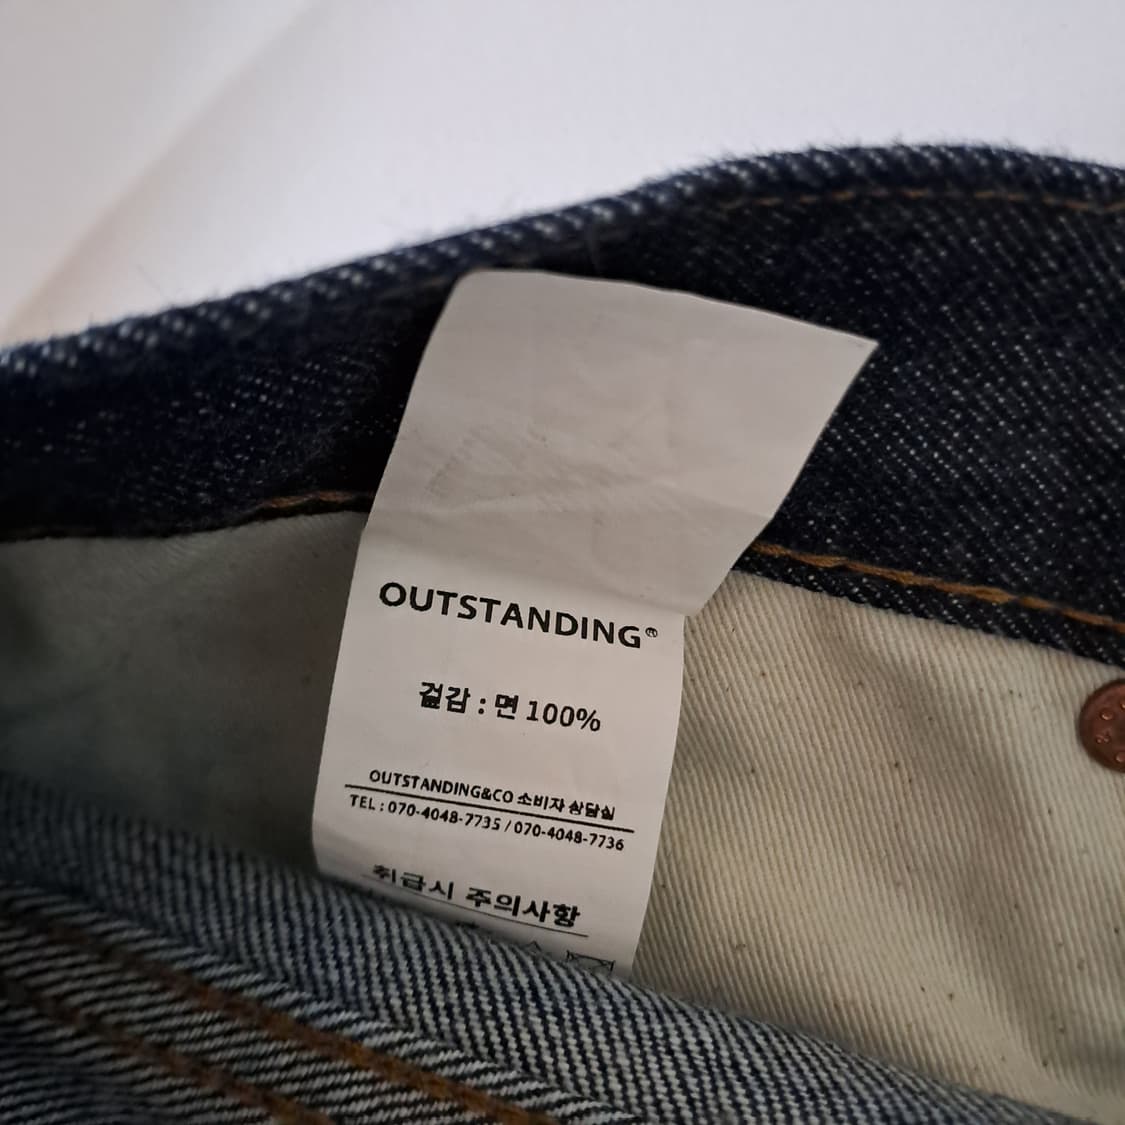 OUTSTANDING®
겉감 : 면 100%
OUTSTANDING&CO 소비자 상담실
TEL : 070-4048-7735 / 070-4048-7736
취급시 주의사항